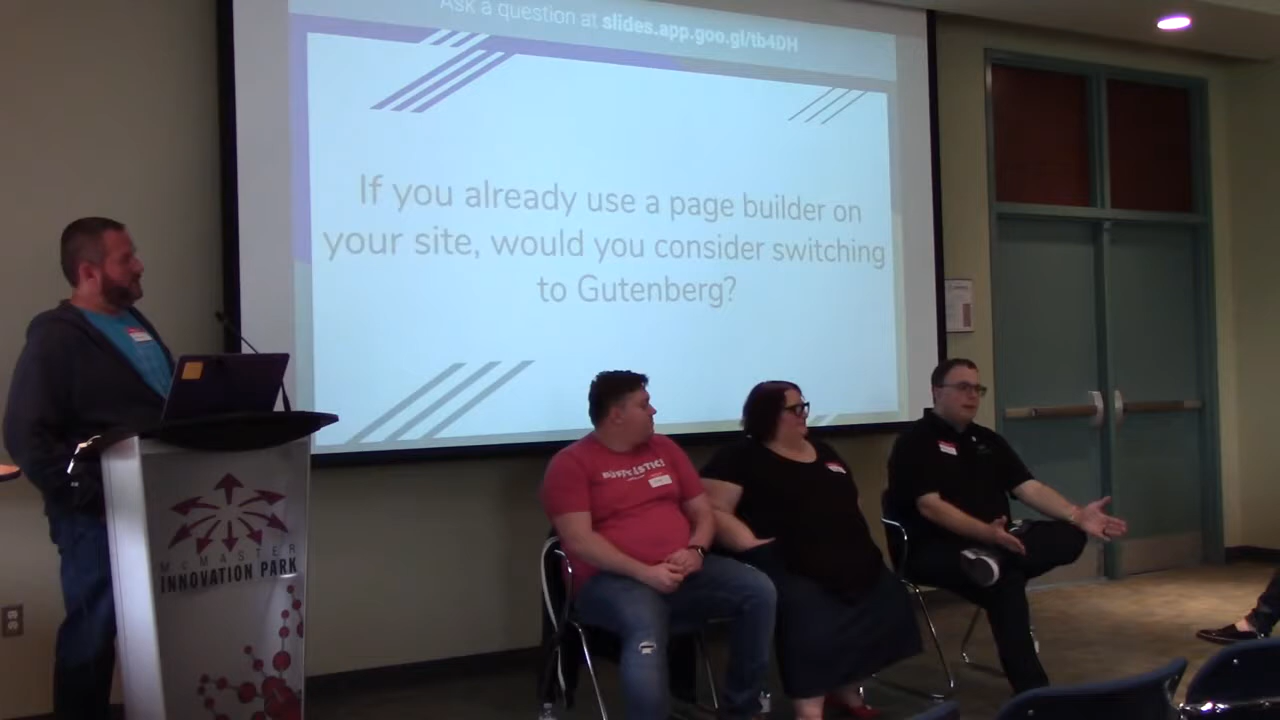 Ask a question at slides.app.goo.gl/tb4DH
If you already use a page builder on
your site, would you consider switching
to Gutenberg?
McMASTER
INNOVATION PARK